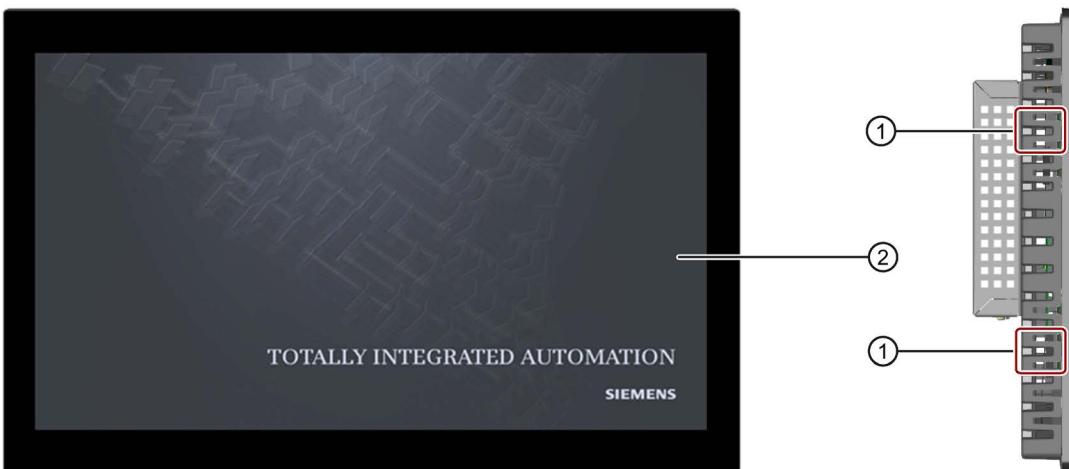 TOTALLY INTEGRATED AUTOMATION
SIEMENS
①
②
①